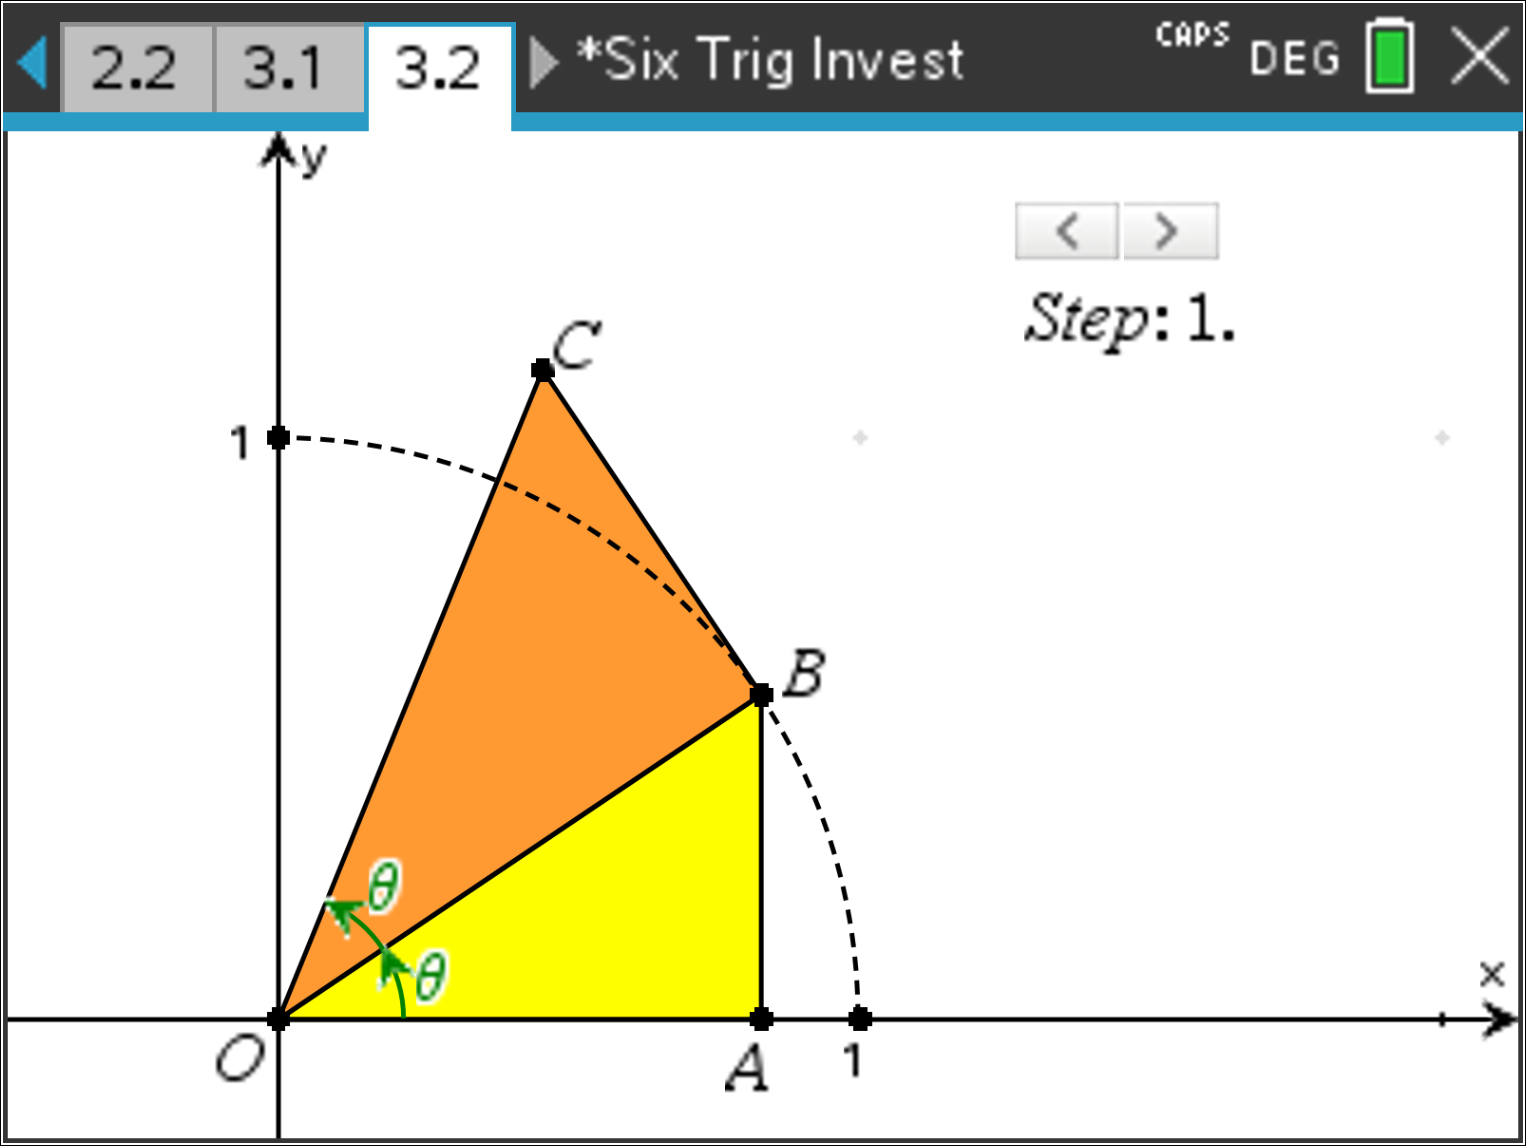 2.2 3.1 3.2 *Six Trig Invest CAPS DEG
y
Step: 1.
C
1
B
θ
θ
x
O A 1